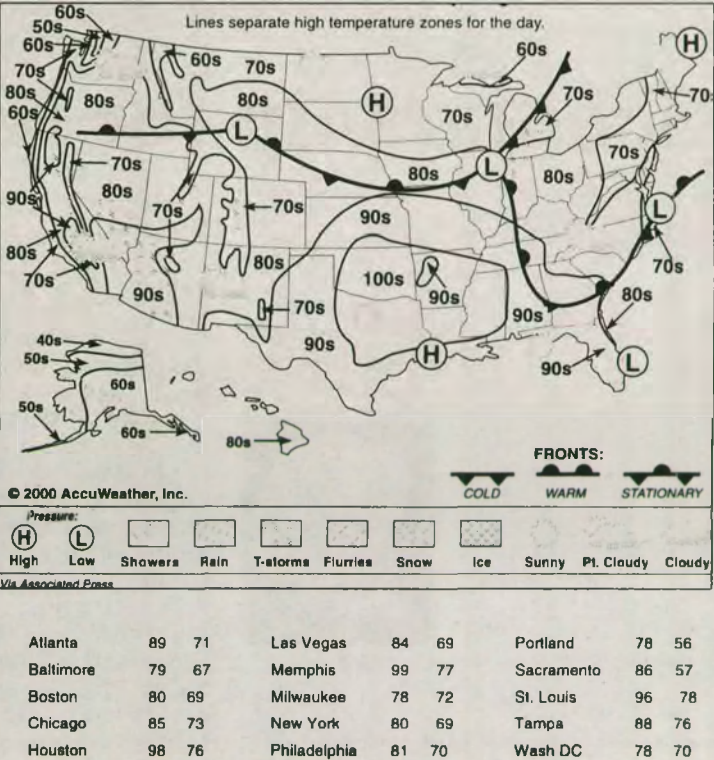 Lines separate high temperature zones for the day.
60s
50s
60s
70s
80s
60s
90s
80s
70s
80s
60s
70s
80s
H
60s
70s
70s
70s
H
L
L
L
L
H
70s
80s
70s
70s
90s
70s
80s
70s
90s
80s
80s
70s
100s
90s
90s
90s
70s
80s
90s
40s
50s
60s
50s
60s
80s
FRONTS:
COLD WARM STATIONARY
© 2000 AccuWeather, Inc.
Pressure:
H L
High Low Showers Rain T-storms Flurries Snow Ice Sunny Pt. Cloudy Cloudy
Via Associated Press
Atlanta 89 71 Las Vegas 84 69 Portland 78 56
Baltimore 79 67 Memphis 99 77 Sacramento 86 57
Boston 80 69 Milwaukee 78 72 St. Louis 96 78
Chicago 85 73 New York 80 69 Tampa 88 76
Houston 98 76 Philadelphia 81 70 Wash DC 78 70